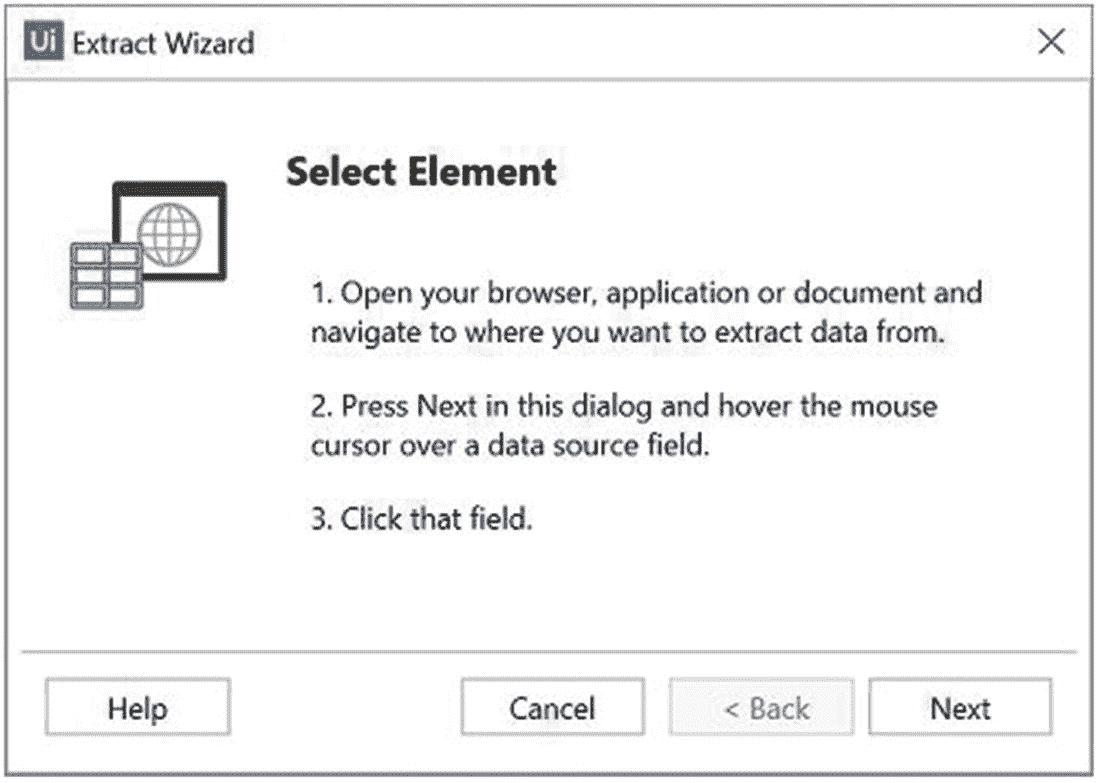 Ui Extract Wizard
Select Element
1. Open your browser, application or document and
navigate to where you want to extract data from.
2. Press Next in this dialog and hover the mouse
cursor over a data source field.
3. Click that field.
Help Cancel < Back Next